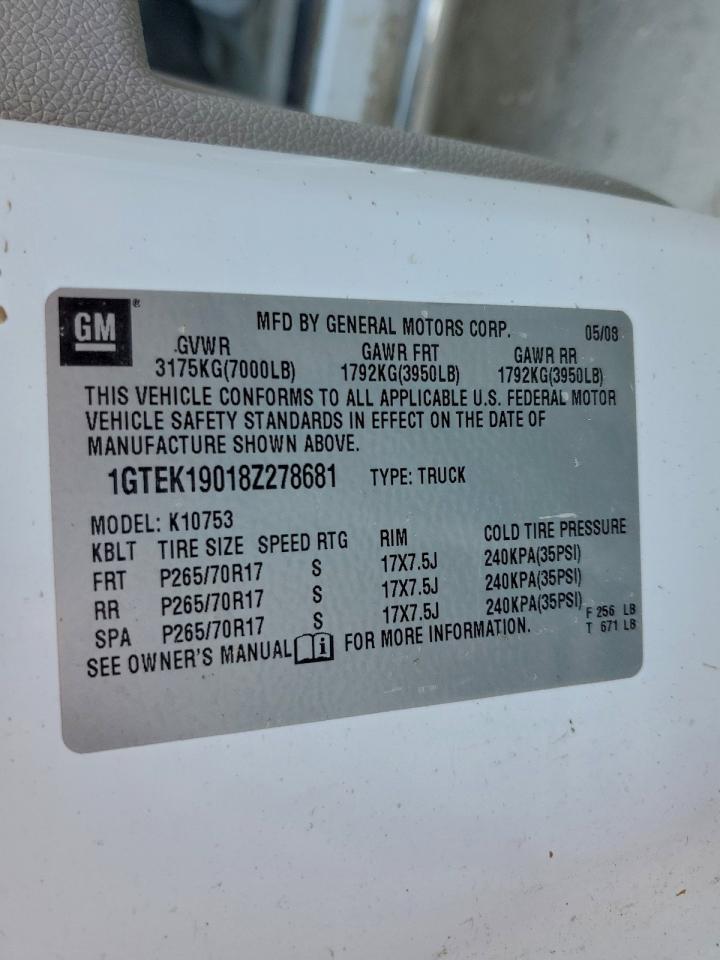 GM ®
MFD BY GENERAL MOTORS CORP. 05/08
GVWR GAWR FRT GAWR RR
3175KG(7000LB) 1792KG(3950LB) 1792KG(3950LB)
THIS VEHICLE CONFORMS TO ALL APPLICABLE U.S. FEDERAL MOTOR
VEHICLE SAFETY STANDARDS IN EFFECT ON THE DATE OF
MANUFACTURE SHOWN ABOVE.
1GTEK19018Z278681 TYPE: TRUCK
MODEL: K10753
KBLT TIRE SIZE SPEED RTG RIM COLD TIRE PRESSURE
FRT P265/70R17 S 17X7.5J 240KPA(35PSI)
RR P265/70R17 S 17X7.5J 240KPA(35PSI)
SPA P265/70R17 S 17X7.5J 240KPA(35PSI) F 256 LB
SEE OWNER'S MANUAL i FOR MORE INFORMATION. T 671 LB